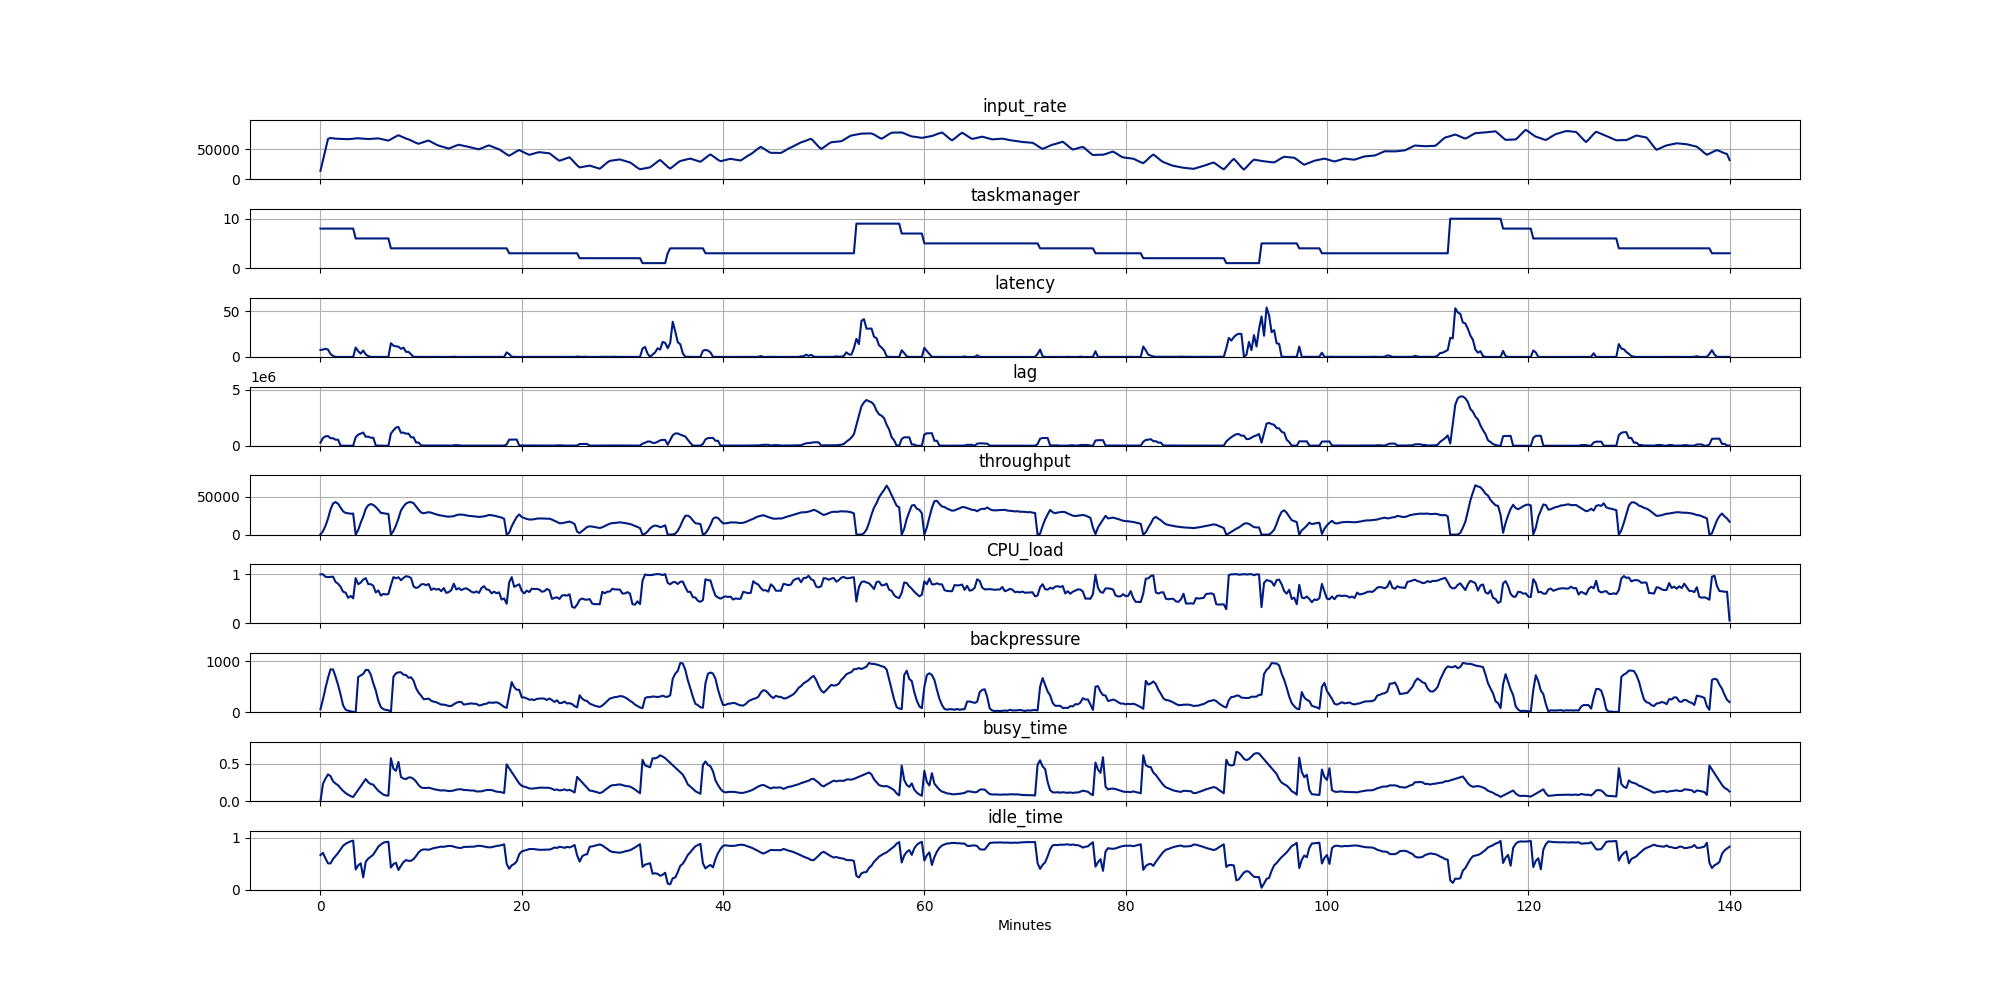 input_rate
50000
0
taskmanager
10
0
latency
50
0
1e6
lag
5
0
throughput
50000
0
CPU_load
1
0
backpressure
1000
0
busy_time
0.5
0.0
idle_time
1
0
0 20 40 60 80 100 120 140
Minutes